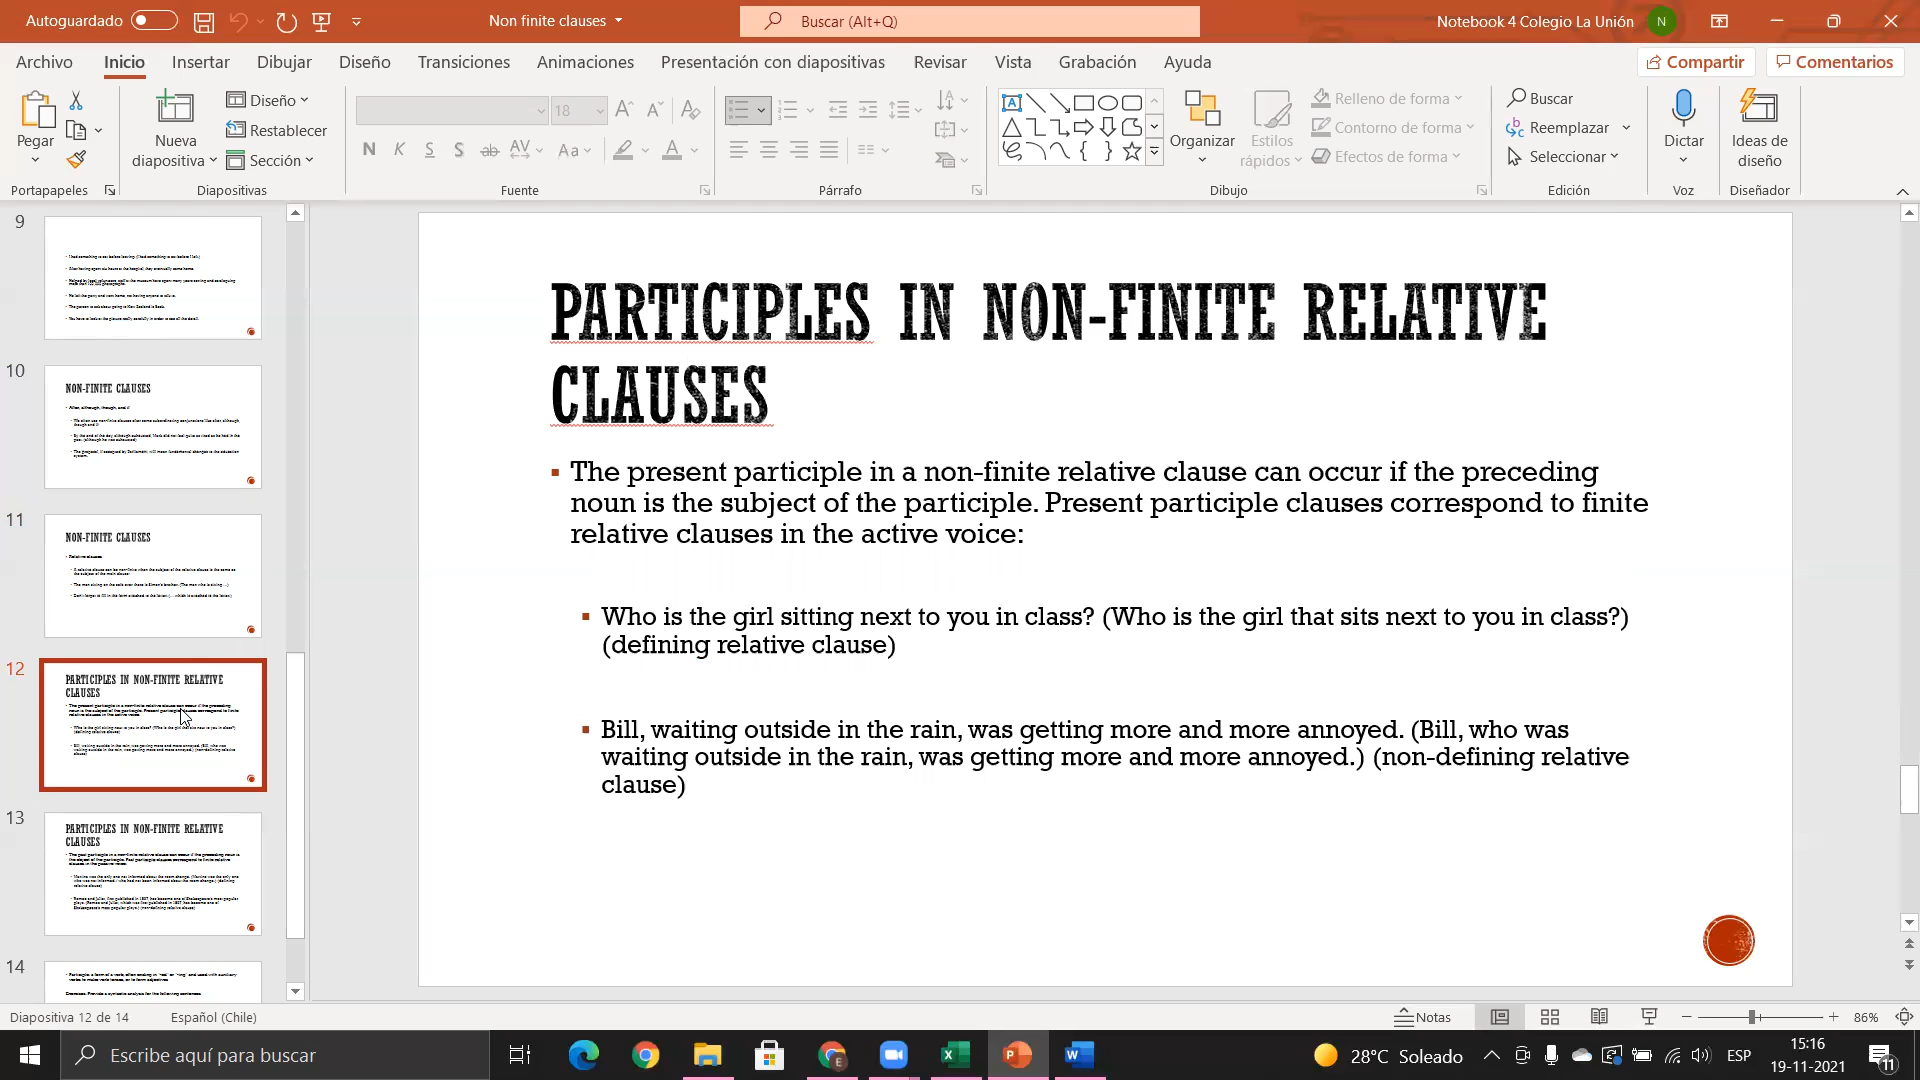 Autoguardado
Non finite clauses
Buscar (Alt+Q)
Notebook 4 Colegio La Unión
N
Archivo Inicio Insertar Dibujar Diseño Transiciones Animaciones Presentación con diapositivas Revisar Vista Grabación Ayuda
Compartir Comentarios
Pegar
Nueva diapositiva
Diseño
Restablecer
Sección
18
N K S S ab AV Aa A
Organizar
Estilos rápidos
Relleno de forma
Contorno de forma
Efectos de forma
Buscar
Reemplazar
Seleccionar
Dictar
Ideas de diseño
Portapapeles Diapositivas Fuente Párrafo Dibujo Edición Voz Diseñador
9
10
NON-FINITE CLAUSES
11
NON-FINITE CLAUSES
Relative clauses
12
PARTICIPLES IN NON-FINITE RELATIVE
CLAUSES
13
PARTICIPLES IN NON-FINITE RELATIVE
CLAUSES
14
PARTICIPLES IN NON-FINITE RELATIVE
CLAUSES
The present participle in a non-finite relative clause can occur if the preceding
noun is the subject of the participle. Present participle clauses correspond to finite
relative clauses in the active voice:
Who is the girl sitting next to you in class? (Who is the girl that sits next to you in class?)
(defining relative clause)
Bill, waiting outside in the rain, was getting more and more annoyed. (Bill, who was
waiting outside in the rain, was getting more and more annoyed.) (non-defining relative
clause)
Diapositiva 12 de 14 Español (Chile)
Notas
86%
Escribe aquí para buscar
28°C Soleado
ESP
15:16
19-11-2021
11